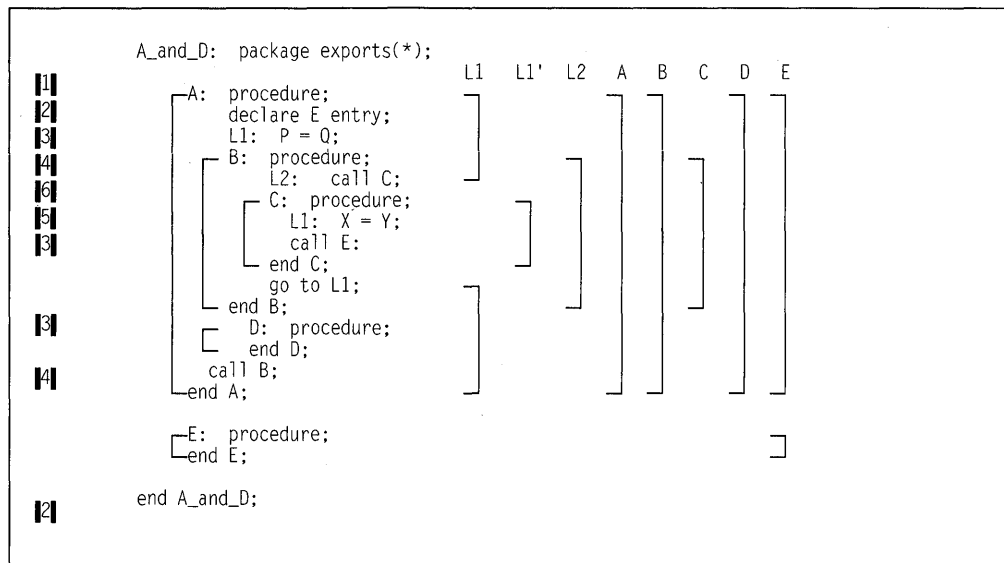 A_and_D: package exports(*);
L1 L1' L2 A B C D E
1 A: procedure;
2 declare E entry;
3 L1: P = Q;
4 B: procedure;
6 L2: call C;
5 C: procedure;
3 L1: X = Y;
call E:
end C;
go to L1;
end B;
3 D: procedure;
end D;
4 call B;
end A;
E: procedure;
end E;
2 end A_and_D;